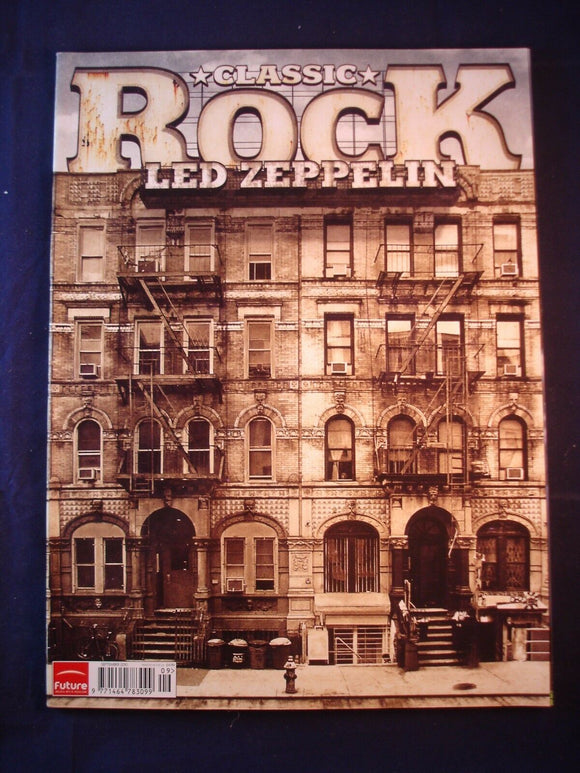 ★CLASSIC★
ROCK
LED ZEPPELIN
09>
Future
9 771464 783099